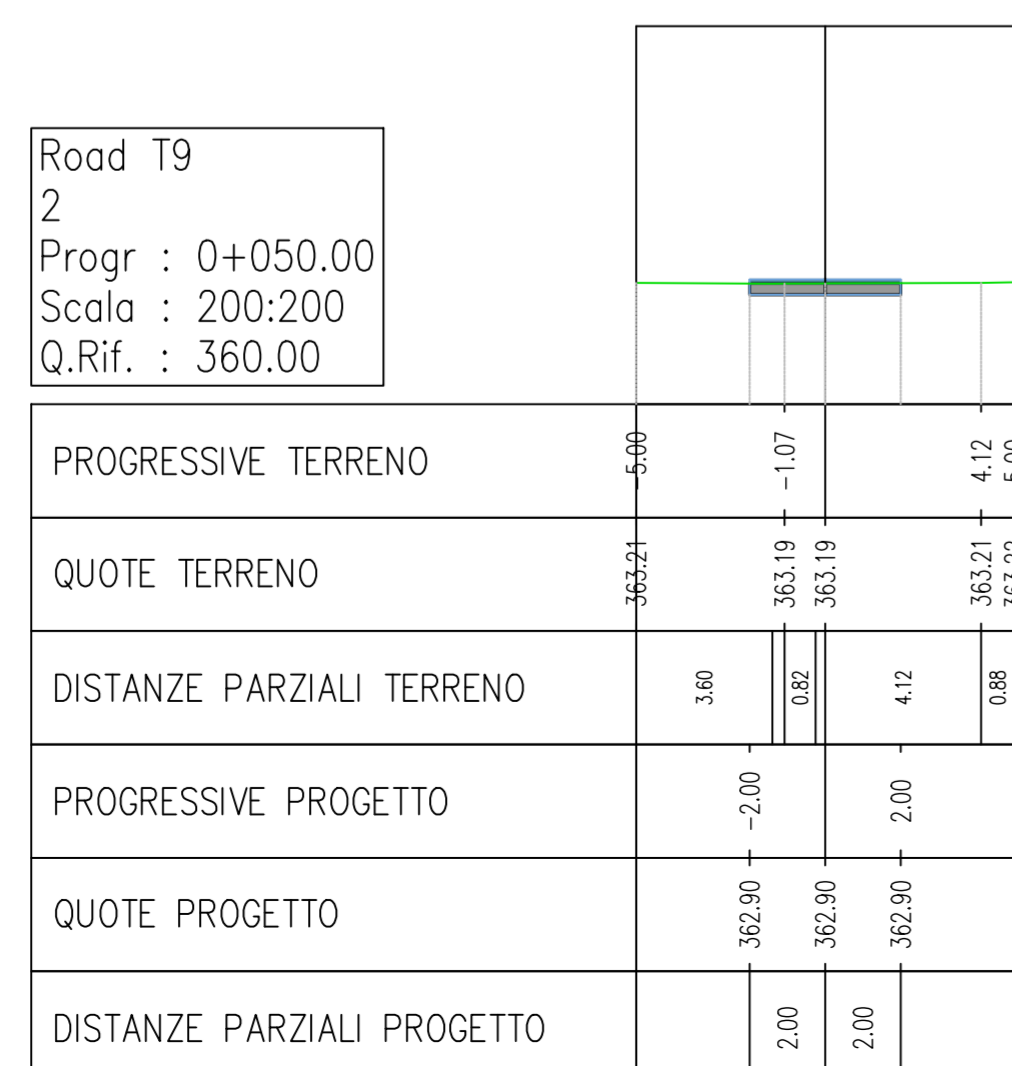 Road T9
2
Progr : 0+050.00
Scala : 200:200
Q.Rif. : 360.00
PROGRESSIVE TERRENO
-5.00
-1.07
4.12
5.00
QUOTE TERRENO
363.21
363.19
363.19
363.21
DISTANZE PARZIALI TERRENO
3.60
0.82
4.12
0.88
PROGRESSIVE PROGETTO
-2.00
2.00
QUOTE PROGETTO
362.90
362.90
362.90
DISTANZE PARZIALI PROGETTO
2.00
2.00